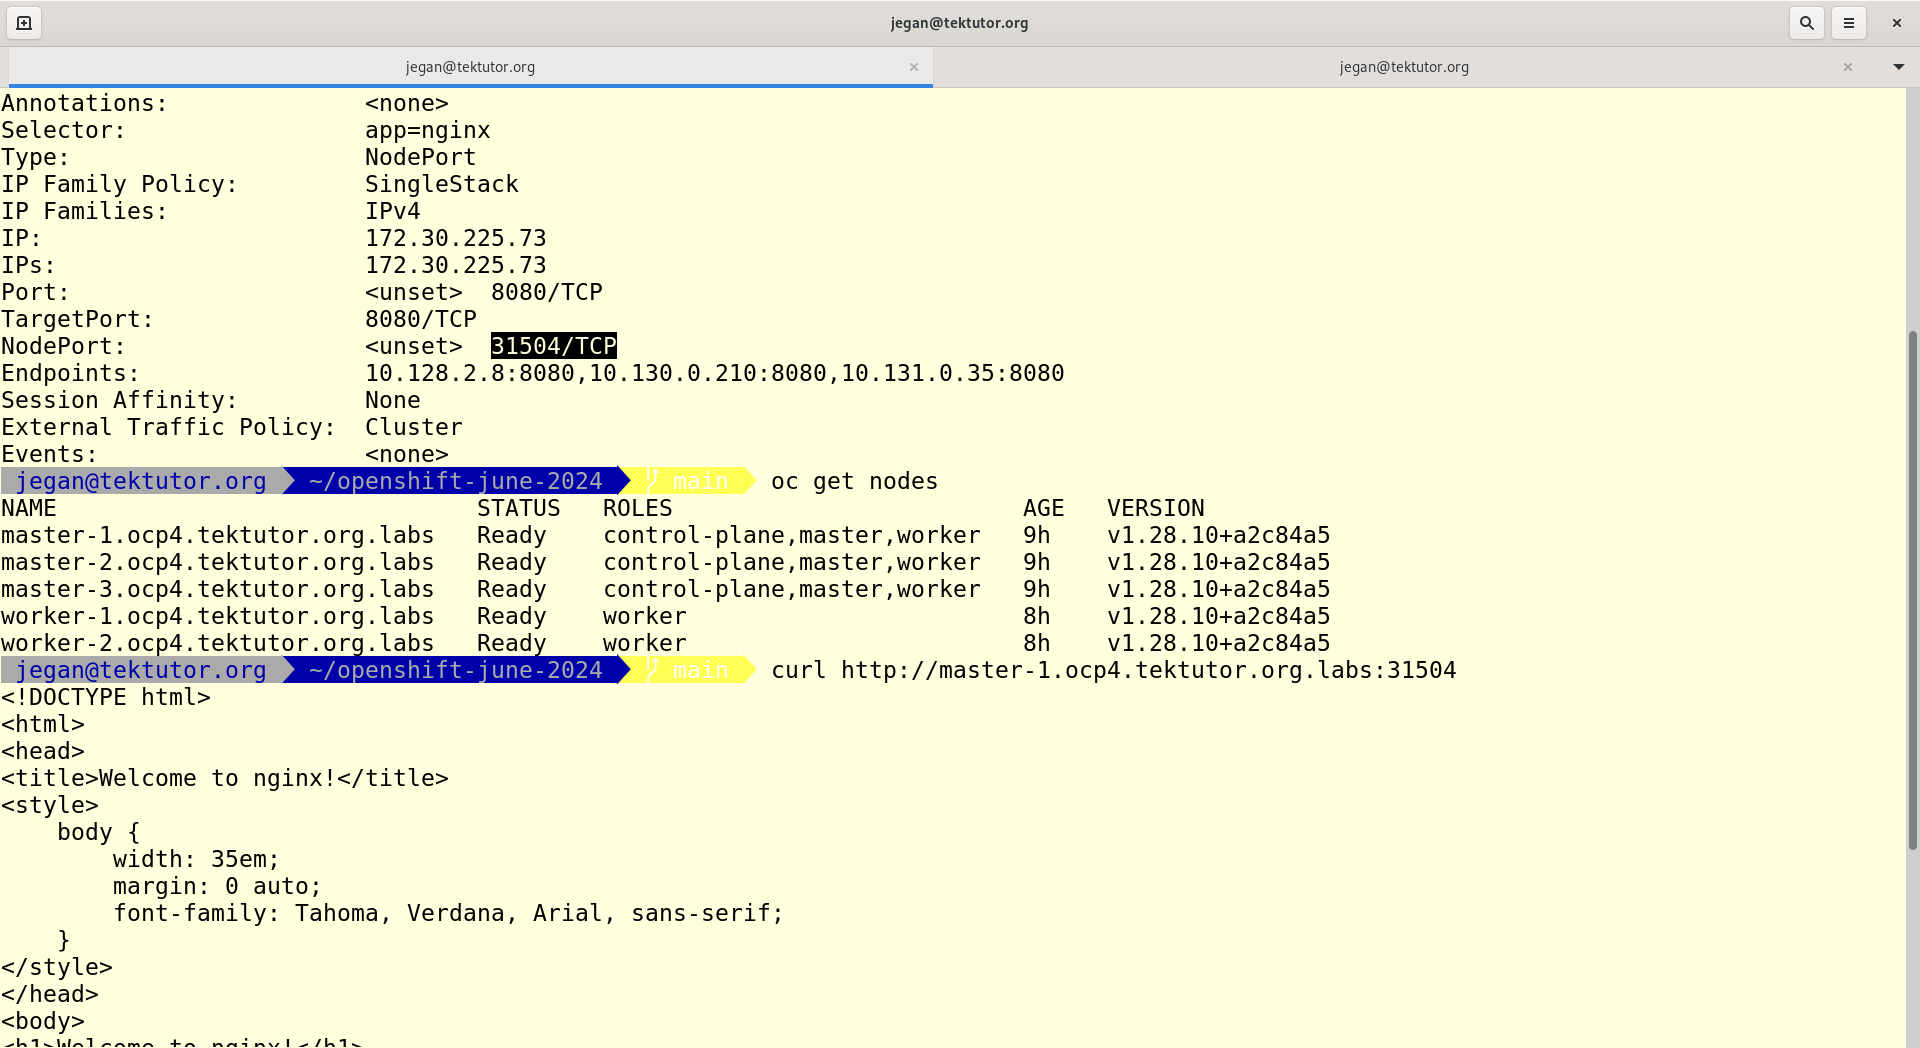 jegan@tektutor.org
jegan@tektutor.org jegan@tektutor.org
Annotations:              <none>
Selector:                 app=nginx
Type:                     NodePort
IP Family Policy:         SingleStack
IP Families:              IPv4
IP:                       172.30.225.73
IPs:                      172.30.225.73
Port:                     <unset>  8080/TCP
TargetPort:               8080/TCP
NodePort:                 <unset>  31504/TCP
Endpoints:                10.128.2.8:8080,10.130.0.210:8080,10.131.0.35:8080
Session Affinity:         None
External Traffic Policy:  Cluster
Events:                   <none>
jegan@tektutor.org ~/openshift-june-2024 main oc get nodes
NAME                              STATUS   ROLES                         AGE   VERSION
master-1.ocp4.tektutor.org.labs   Ready    control-plane,master,worker   9h    v1.28.10+a2c84a5
master-2.ocp4.tektutor.org.labs   Ready    control-plane,master,worker   9h    v1.28.10+a2c84a5
master-3.ocp4.tektutor.org.labs   Ready    control-plane,master,worker   9h    v1.28.10+a2c84a5
worker-1.ocp4.tektutor.org.labs   Ready    worker                        8h    v1.28.10+a2c84a5
worker-2.ocp4.tektutor.org.labs   Ready    worker                        8h    v1.28.10+a2c84a5
jegan@tektutor.org ~/openshift-june-2024 main curl http://master-1.ocp4.tektutor.org.labs:31504
<!DOCTYPE html>
<html>
<head>
<title>Welcome to nginx!</title>
<style>
    body {
        width: 35em;
        margin: 0 auto;
        font-family: Tahoma, Verdana, Arial, sans-serif;
    }
</style>
</head>
<body>
<h1>Welcome to nginx!</h1>